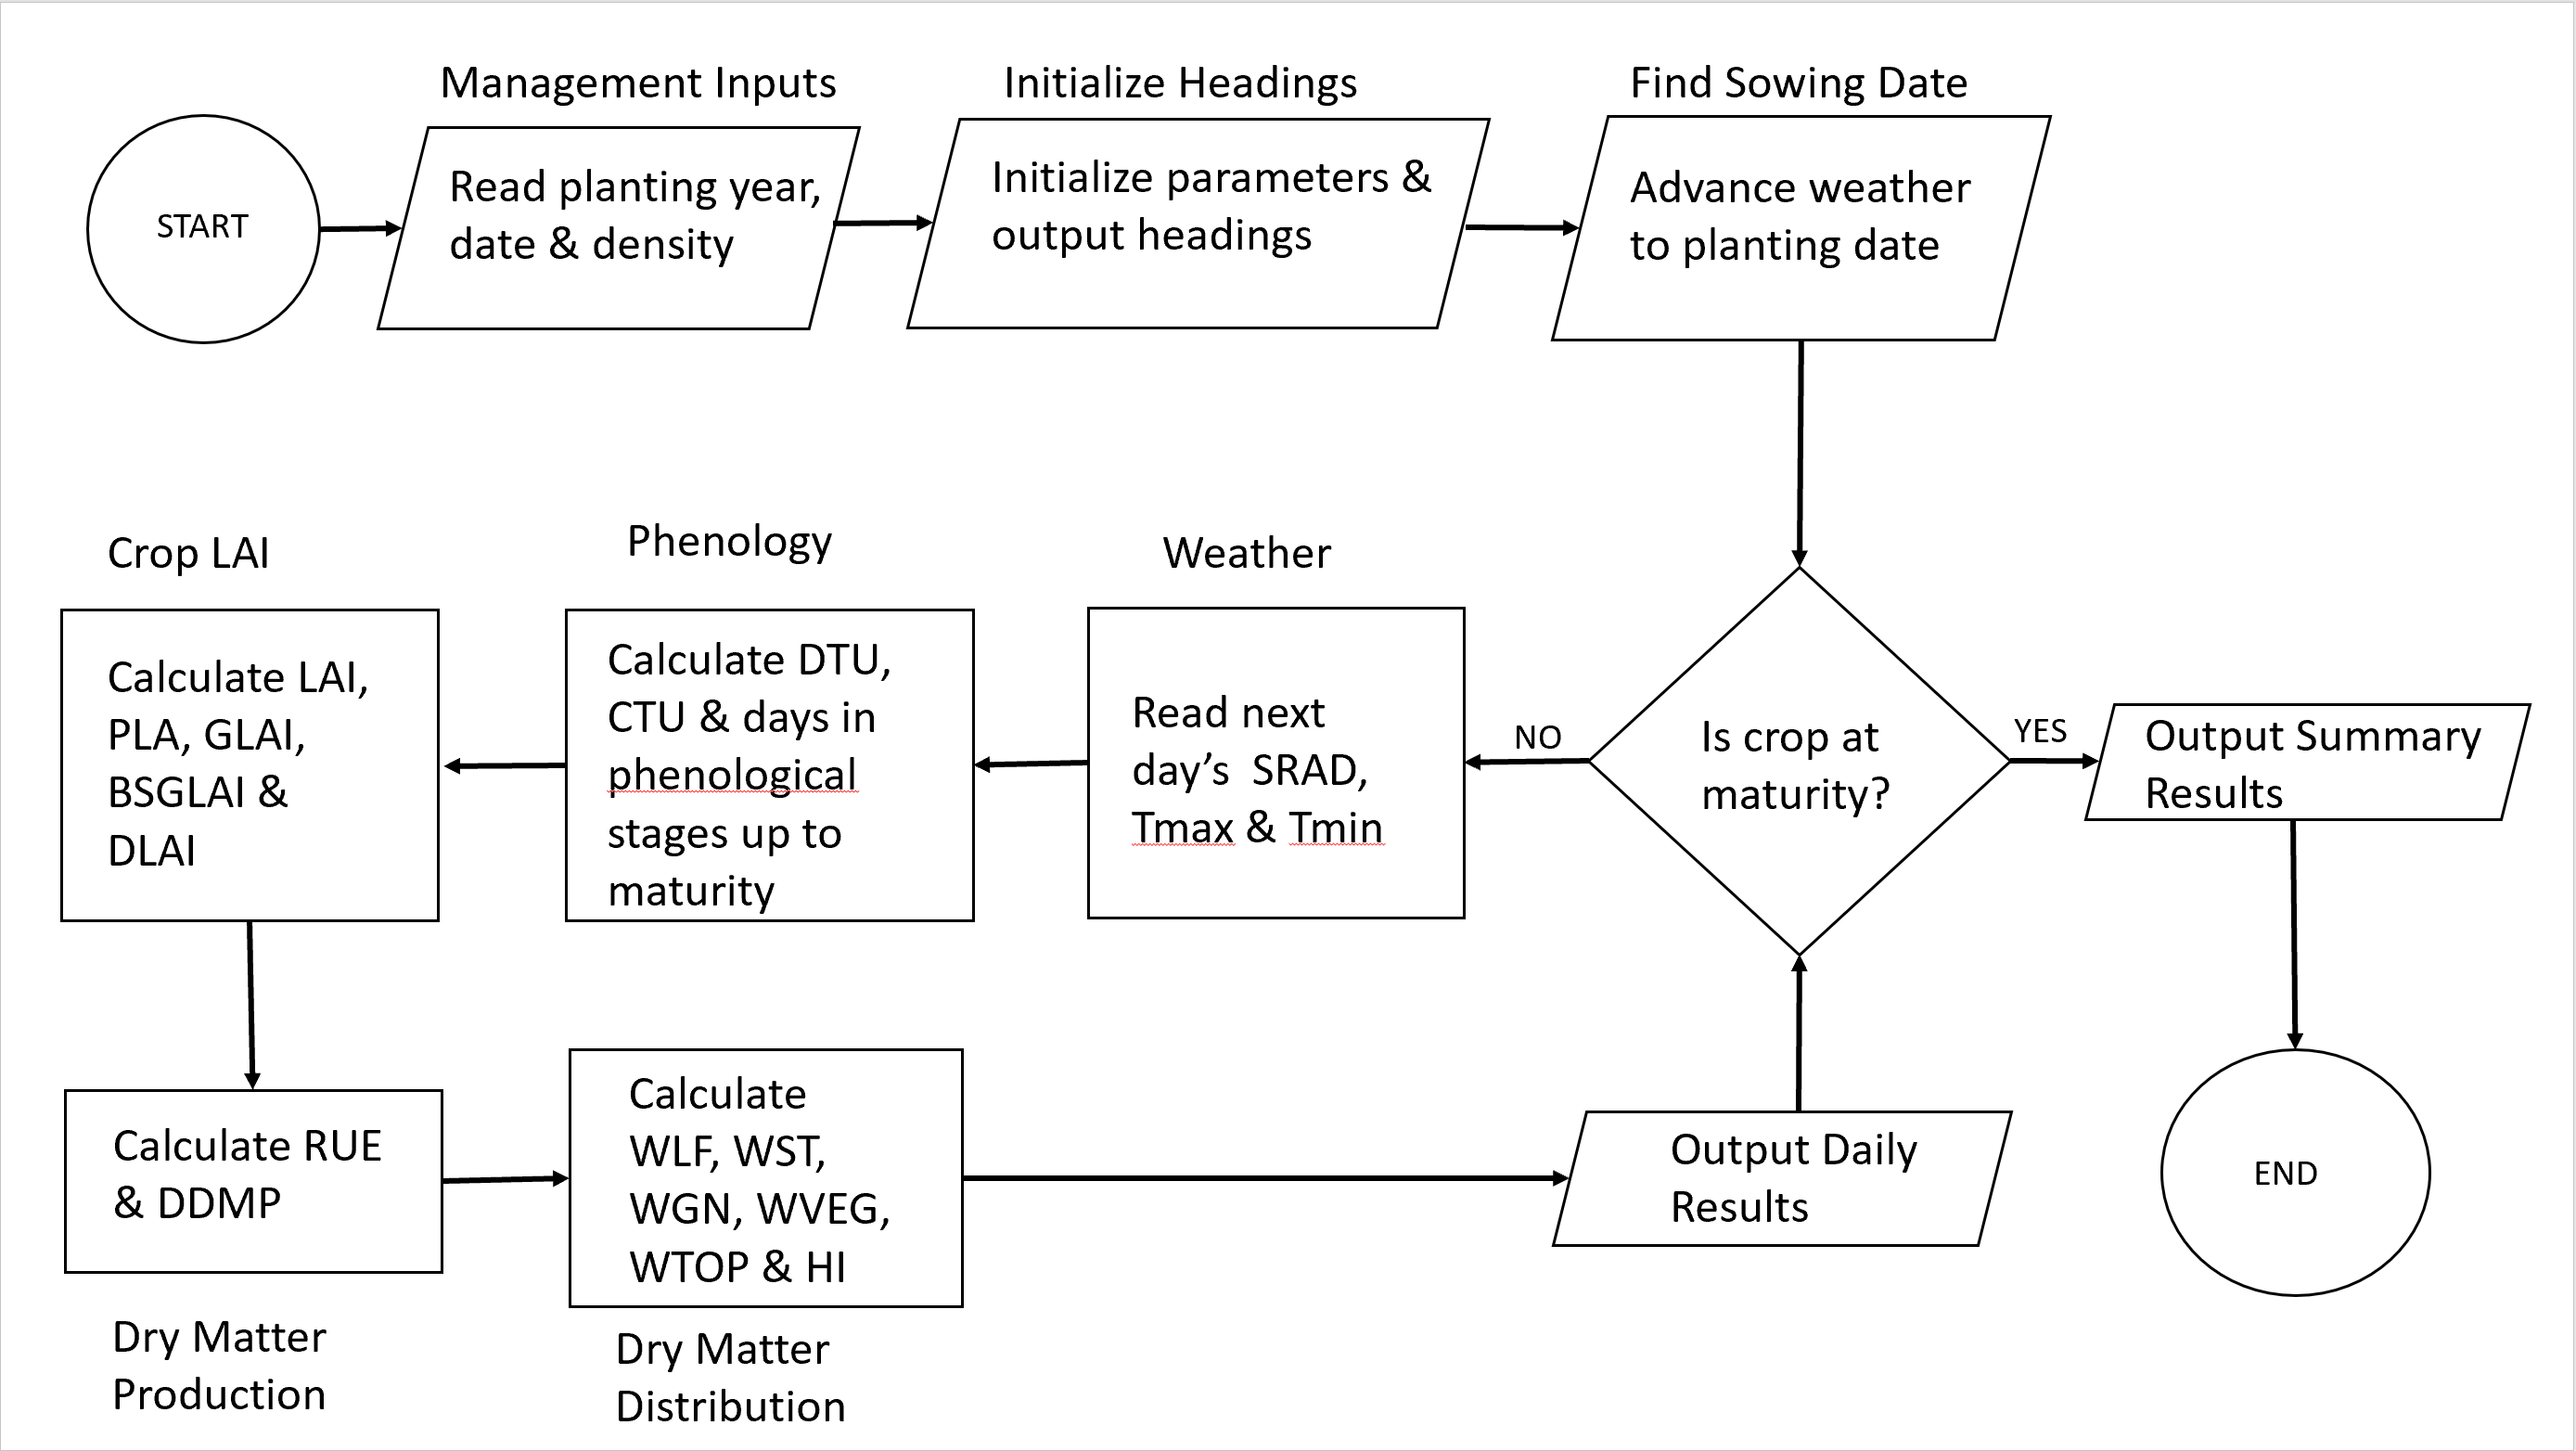 Management Inputs
Initialize Headings
Find Sowing Date
START
Read planting year,
date & density
Initialize parameters &
output headings
Advance weather
to planting date
Crop LAI
Phenology
Weather
Calculate LAI,
PLA, GLAI,
BSGLAI &
DLAI
Calculate DTU,
CTU & days in
phenological
stages up to
maturity
Read next
day’s  SRAD,
Tmax & Tmin
NO
Is crop at
maturity?
YES
Output Summary
Results
Calculate RUE
& DDMP
Calculate
WLF, WST,
WGN, WVEG,
WTOP & HI
Output Daily
Results
END
Dry Matter
Production
Dry Matter
Distribution